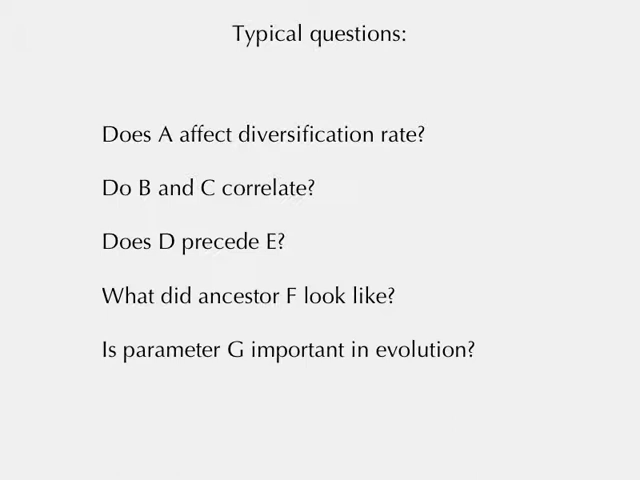 Typical questions:
Does A affect diversification rate?
Do B and C correlate?
Does D precede E?
What did ancestor F look like?
Is parameter G important in evolution?